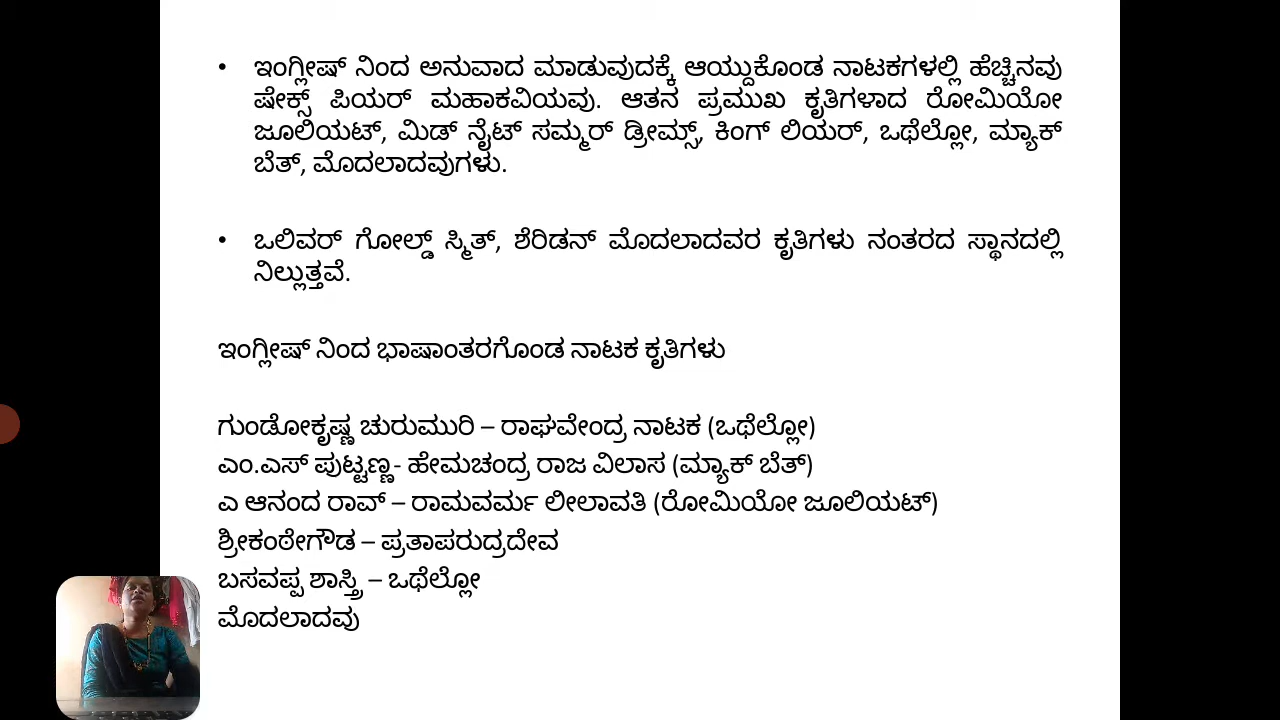 • ಇಂಗ್ಲೀಷ್ ನಿಂದ ಅನುವಾದ ಮಾಡುವುದಕ್ಕೆ ಆಯ್ದುಕೊಂಡ ನಾಟಕಗಳಲ್ಲಿ ಹೆಚ್ಚಿನವು
ಷೇಕ್ಸ್ ಪಿಯರ್ ಮಹಾಕವಿಯವು. ಆತನ ಪ್ರಮುಖ ಕೃತಿಗಳಾದ ರೋಮಿಯೋ
ಜೂಲಿಯಟ್, ಮಿಡ್ ನೈಟ್ ಸಮ್ಮರ್ ಡ್ರೀಮ್ಸ್, ಕಿಂಗ್ ಲಿಯರ್, ಒಥೆಲ್ಲೋ, ಮ್ಯಾಕ್
ಬೆತ್, ಮೊದಲಾದವುಗಳು.
• ಒಲಿವರ್ ಗೋಲ್ಡ್ ಸ್ಮಿತ್, ಶೆರಿಡನ್ ಮೊದಲಾದವರ ಕೃತಿಗಳು ನಂತರದ ಸ್ಥಾನದಲ್ಲಿ
ನಿಲ್ಲುತ್ತವೆ.
ಇಂಗ್ಲೀಷ್ ನಿಂದ ಭಾಷಾಂತರಗೊಂಡ ನಾಟಕ ಕೃತಿಗಳು
ಗುಂಡೋಕೃಷ್ಣ ಚುರುಮುರಿ – ರಾಘವೇಂದ್ರ ನಾಟಕ (ಒಥೆಲ್ಲೋ)
ಎಂ.ಎಸ್ ಪುಟ್ಟಣ್ಣ- ಹೇಮಚಂದ್ರ ರಾಜ ವಿಲಾಸ (ಮ್ಯಾಕ್ ಬೆತ್)
ಎ ಆನಂದ ರಾವ್ – ರಾಮವರ್ಮ ಲೀಲಾವತಿ (ರೋಮಿಯೋ ಜೂಲಿಯಟ್)
ಶ್ರೀಕಂಠೇಗೌಡ – ಪ್ರತಾಪರುದ್ರದೇವ
ಬಸವಪ್ಪ ಶಾಸ್ತ್ರಿ – ಒಥೆಲ್ಲೋ
ಮೊದಲಾದವು